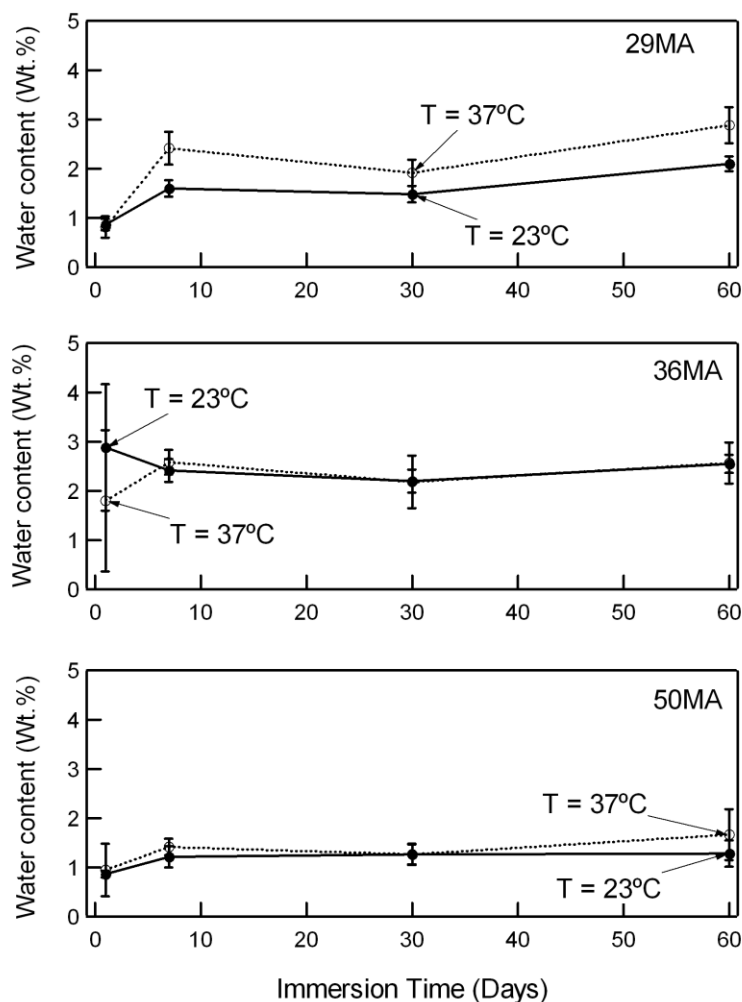 5
4
3
2
1
0
Water content (Wt.%)
29MA
T = 37ºC
T = 23ºC
0 10 20 30 40 50 60
5
4
3
2
1
0
Water content (Wt.%)
36MA
T = 23ºC
T = 37ºC
0 10 20 30 40 50 60
5
4
3
2
1
0
Water content (Wt.%)
50MA
T = 37ºC
T = 23ºC
0 10 20 30 40 50 60
Immersion Time (Days)